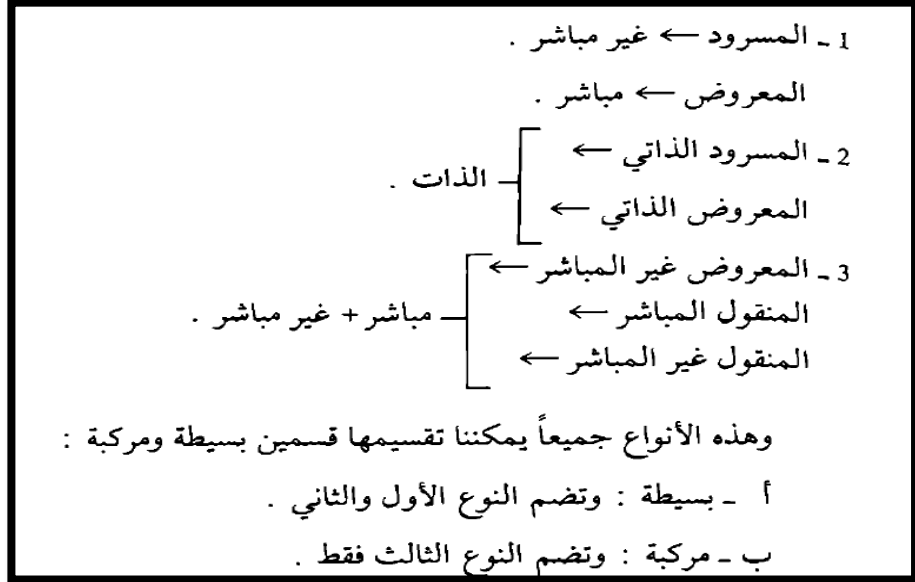 1 ـ المسرود ← غير مباشر .
المعروض ← مباشر .
2 ـ المسرود الذاتي ←
الذات .
المعروض الذاتي ←
3 ـ المعروض غير المباشر ←
المنقول المباشر ←
مباشر + غير مباشر .
المنقول غير المباشر ←
وهذه الأنواع جميعاً يمكننا تقسيمها قسمين بسيطة ومركبة :
أ ـ بسيطة : وتضم النوع الأول والثاني .
ب ـ مركبة : وتضم النوع الثالث فقط .